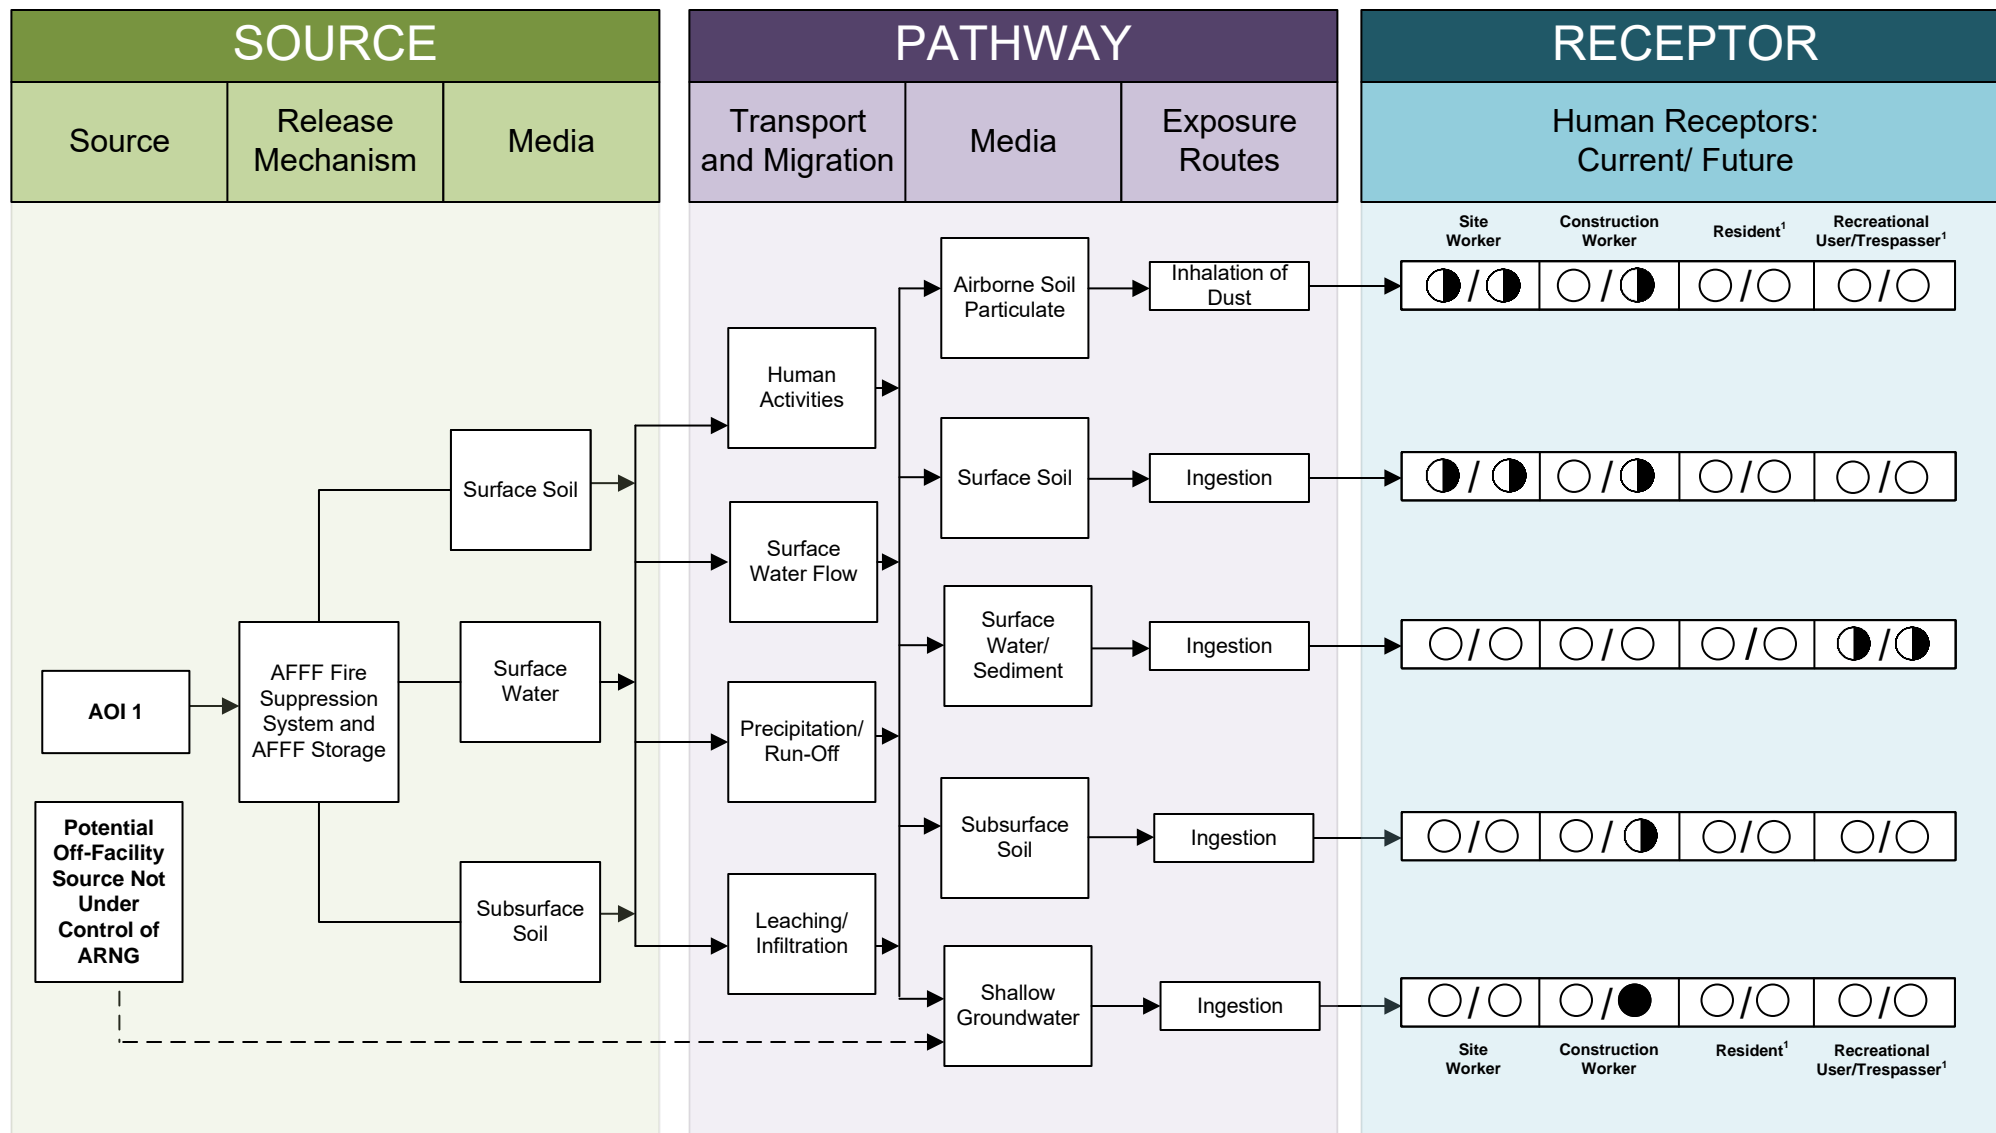 SOURCE
PATHWAY
RECEPTOR
Source
Release
Mechanism
Media
Transport
and Migration
Media
Exposure
Routes
Human Receptors:
Current/ Future
Site
Worker
Construction
Worker
Resident¹
Recreational
User/Trespasser¹
Airborne Soil
Particulate
Inhalation of
Dust
/
/
/
/
Human
Activities
Surface Soil
Surface Soil
Ingestion
/
/
/
/
Surface
Water Flow
Surface
Water/
Sediment
Ingestion
/
/
/
/
AOI 1
AFFF Fire
Suppression
System and
AFFF Storage
Surface
Water
Precipitation/
Run-Off
Potential
Off-Facility
Source Not
Under
Control of
ARNG
Subsurface
Soil
Ingestion
/
/
/
/
Subsurface
Soil
Leaching/
Infiltration
Shallow
Groundwater
Ingestion
/
/
/
/
Site
Worker
Construction
Worker
Resident¹
Recreational
User/Trespasser¹